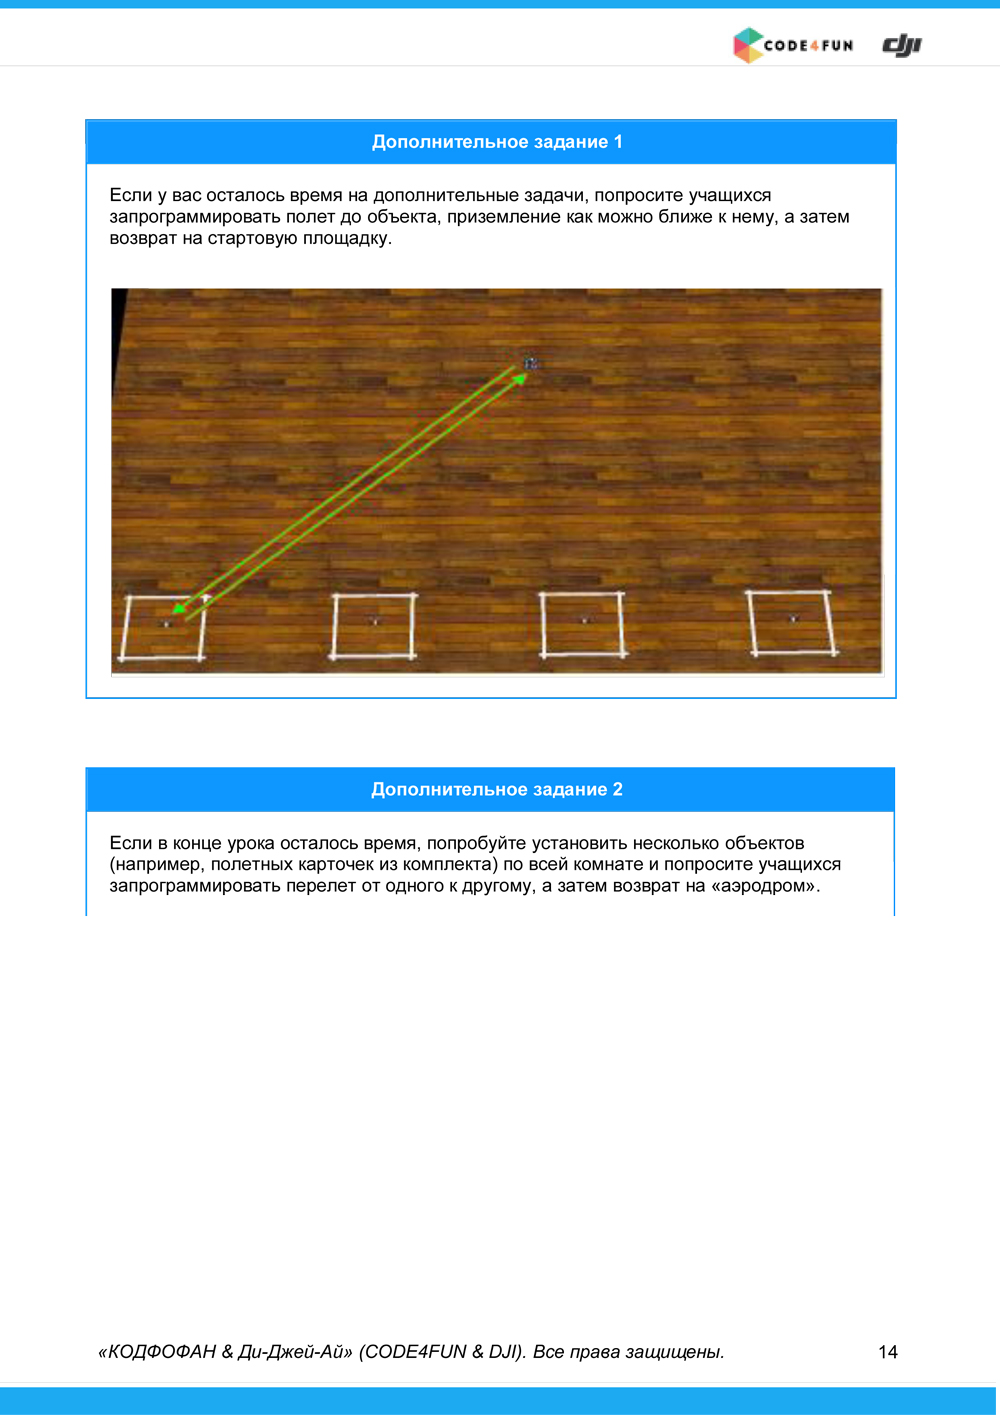 CODE4FUN dji
Дополнительное задание 1
Если у вас осталось время на дополнительные задачи, попросите учащихся
запрограммировать полет до объекта, приземление как можно ближе к нему, а затем
возврат на стартовую площадку.
Дополнительное задание 2
Если в конце урока осталось время, попробуйте установить несколько объектов
(например, полетных карточек из комплекта) по всей комнате и попросите учащихся
запрограммировать перелет от одного к другому, а затем возврат на «аэродром».
«КОДФОФАН & Ди-Джей-Ай» (CODE4FUN & DJI). Все права защищены. 14